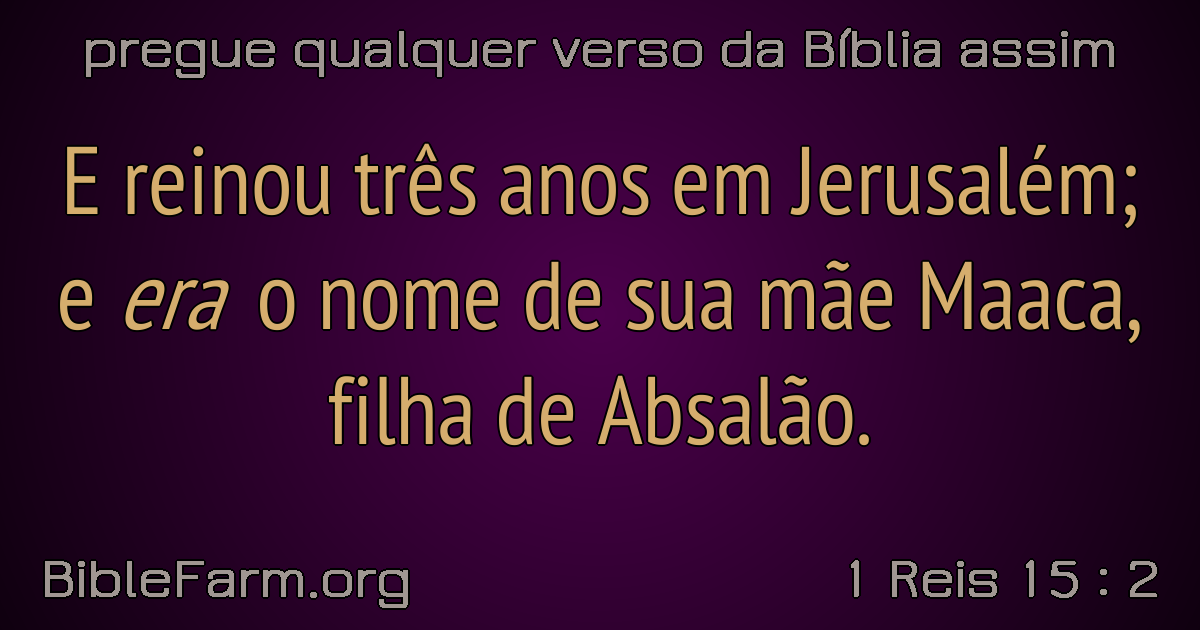 pregue qualquer verso da Bíblia assim
E reinou três anos em Jerusalém;
e era o nome de sua mãe Maaca,
filha de Absalão.
BibleFarm.org
1 Reis 15 : 2